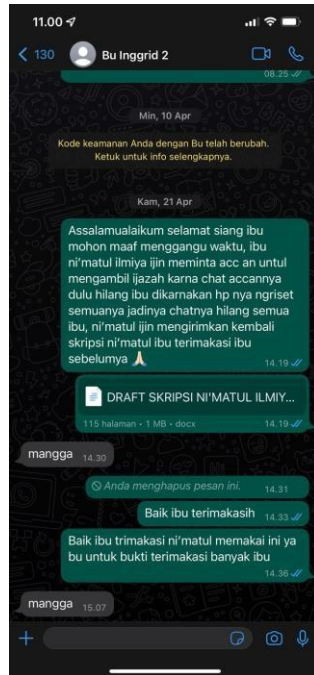 11.00
130 Bu Inggrid 2
08.25
Min, 10 Apr
Kode keamanan Anda dengan Bu telah berubah.
Ketuk untuk info selengkapnya.
Kam, 21 Apr
Assalamualaikum selamat siang ibu
mohon maaf menggangu waktu, ibu
ni'matul ilmiya ijin meminta acc an untul
mengambil ijazah karna chat accannya
dulu hilang ibu dikarnakan hp nya ngriset
semuanya jadinya chatnya hilang semua
ibu, ni'matul ijin mengirimkan kembali
skripsi ni'matul ibu terimakasi ibu
sebelumya 🙏🏻
14.19
DRAFT SKRIPSI NI'MATUL ILMIY...
115 halaman • 1 MB • docx 14.19
mangga 14.30
Anda menghapus pesan ini. 14.31
Baik ibu terimakasih 14.33
Baik ibu trimakasi ni'matul memakai ini ya
bu untuk bukti terimakasi banyak ibu
14.36
mangga 15.07